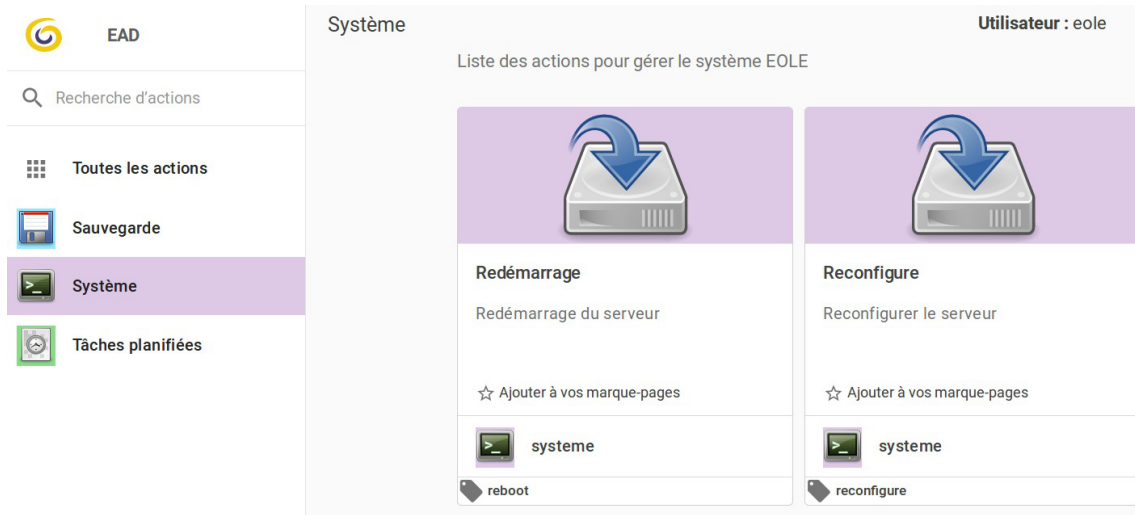 EAD
Recherche d'actions
Toutes les actions
Sauvegarde
Système
Tâches planifiées
Système
Utilisateur : eole
Liste des actions pour gérer le système EOLE
Redémarrage
Redémarrage du serveur
Ajouter à vos marque-pages
systeme
reboot
Reconfigure
Reconfigurer le serveur
Ajouter à vos marque-pages
systeme
reconfigure